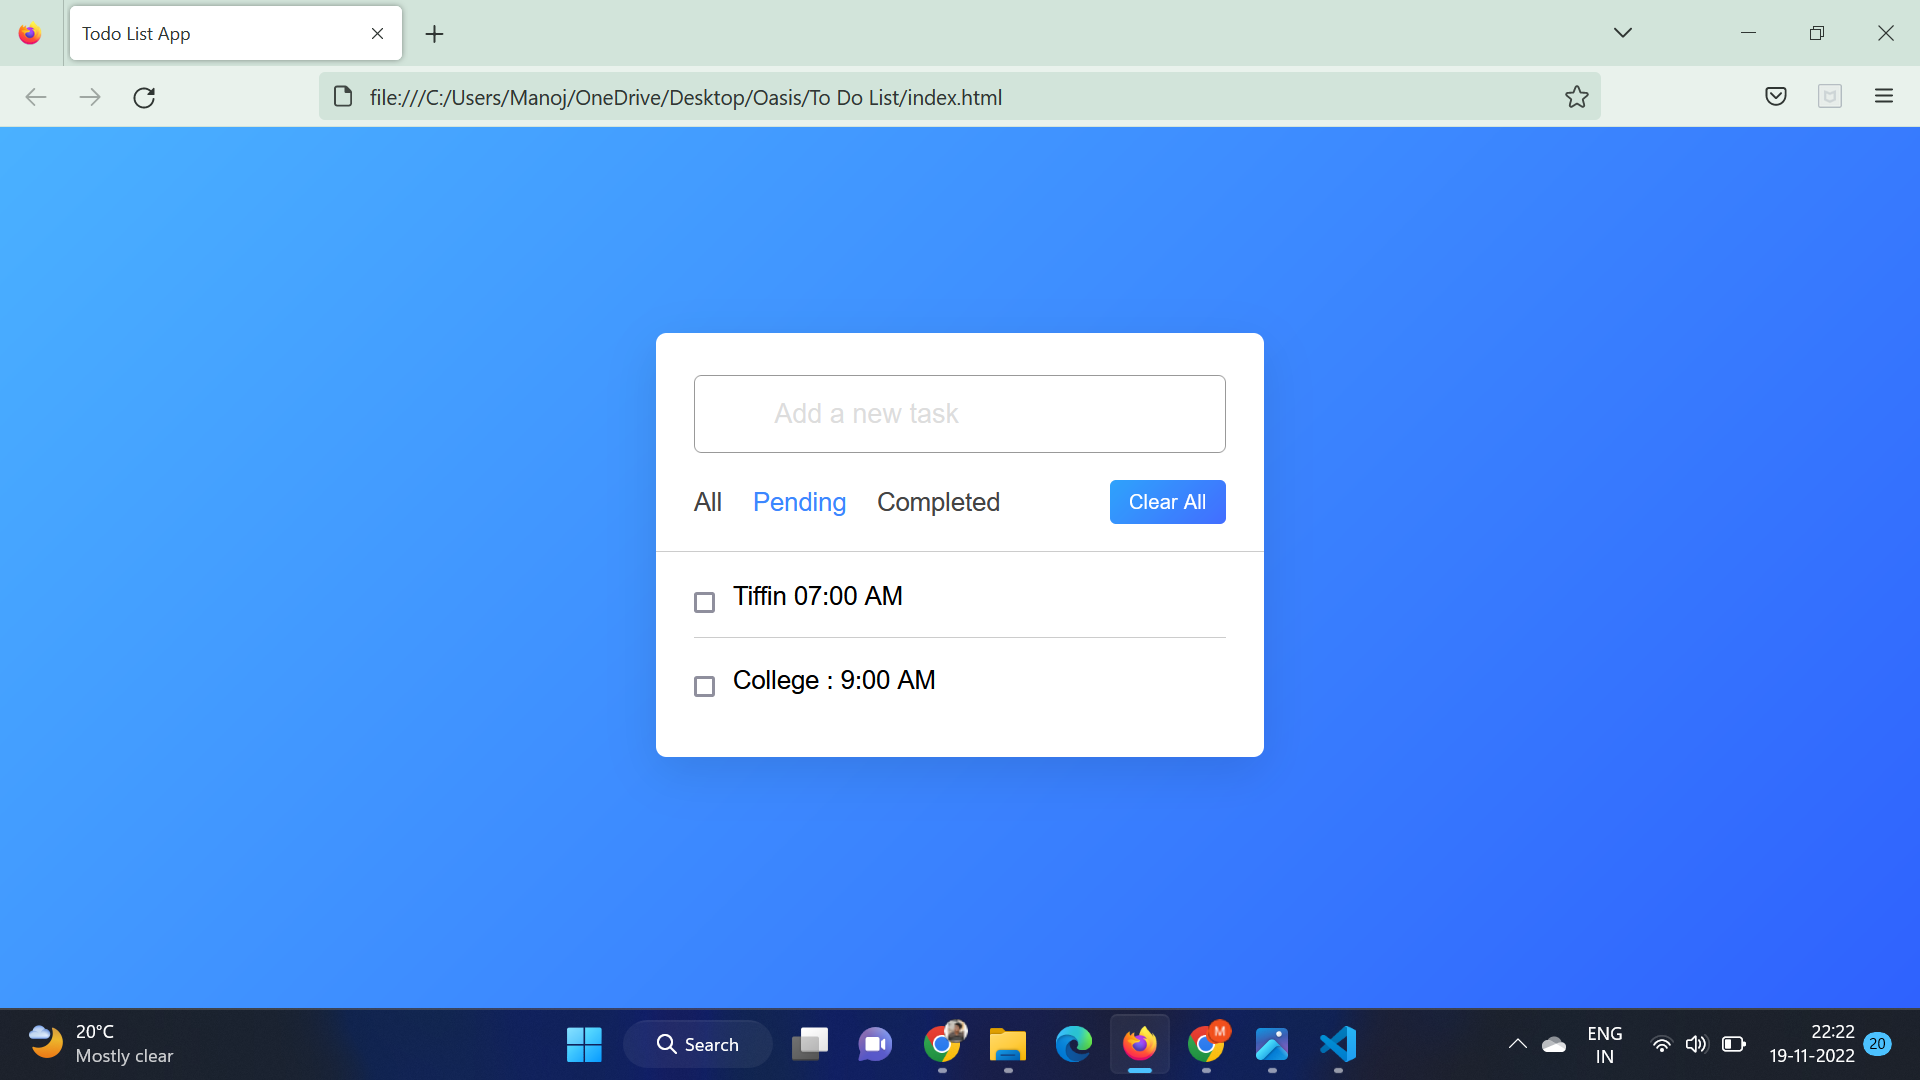 Todo List App
file:///C:/Users/Manoj/OneDrive/Desktop/Oasis/To Do List/index.html
Add a new task
All Pending Completed Clear All
Tiffin 07:00 AM
College : 9:00 AM
20°C
Mostly clear
Search
M
ENG
IN
22:22
19-11-2022
20